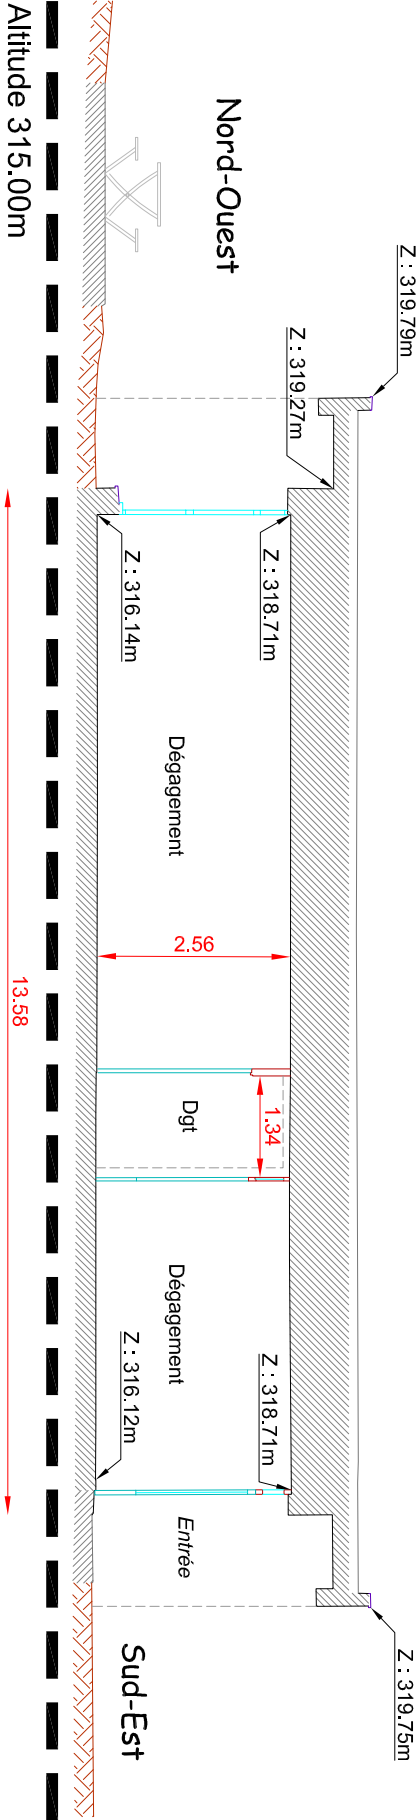 Z : 319.79m
Z : 319.75m
Nord-Ouest
Z : 319.27m
Z : 318.71m
Z : 318.71m
1.34
2.56
Dégagement
Dgt
Dégagement
Entrée
Z : 316.14m
Z : 316.12m
Sud-Est
Altitude 315.00m
13.58